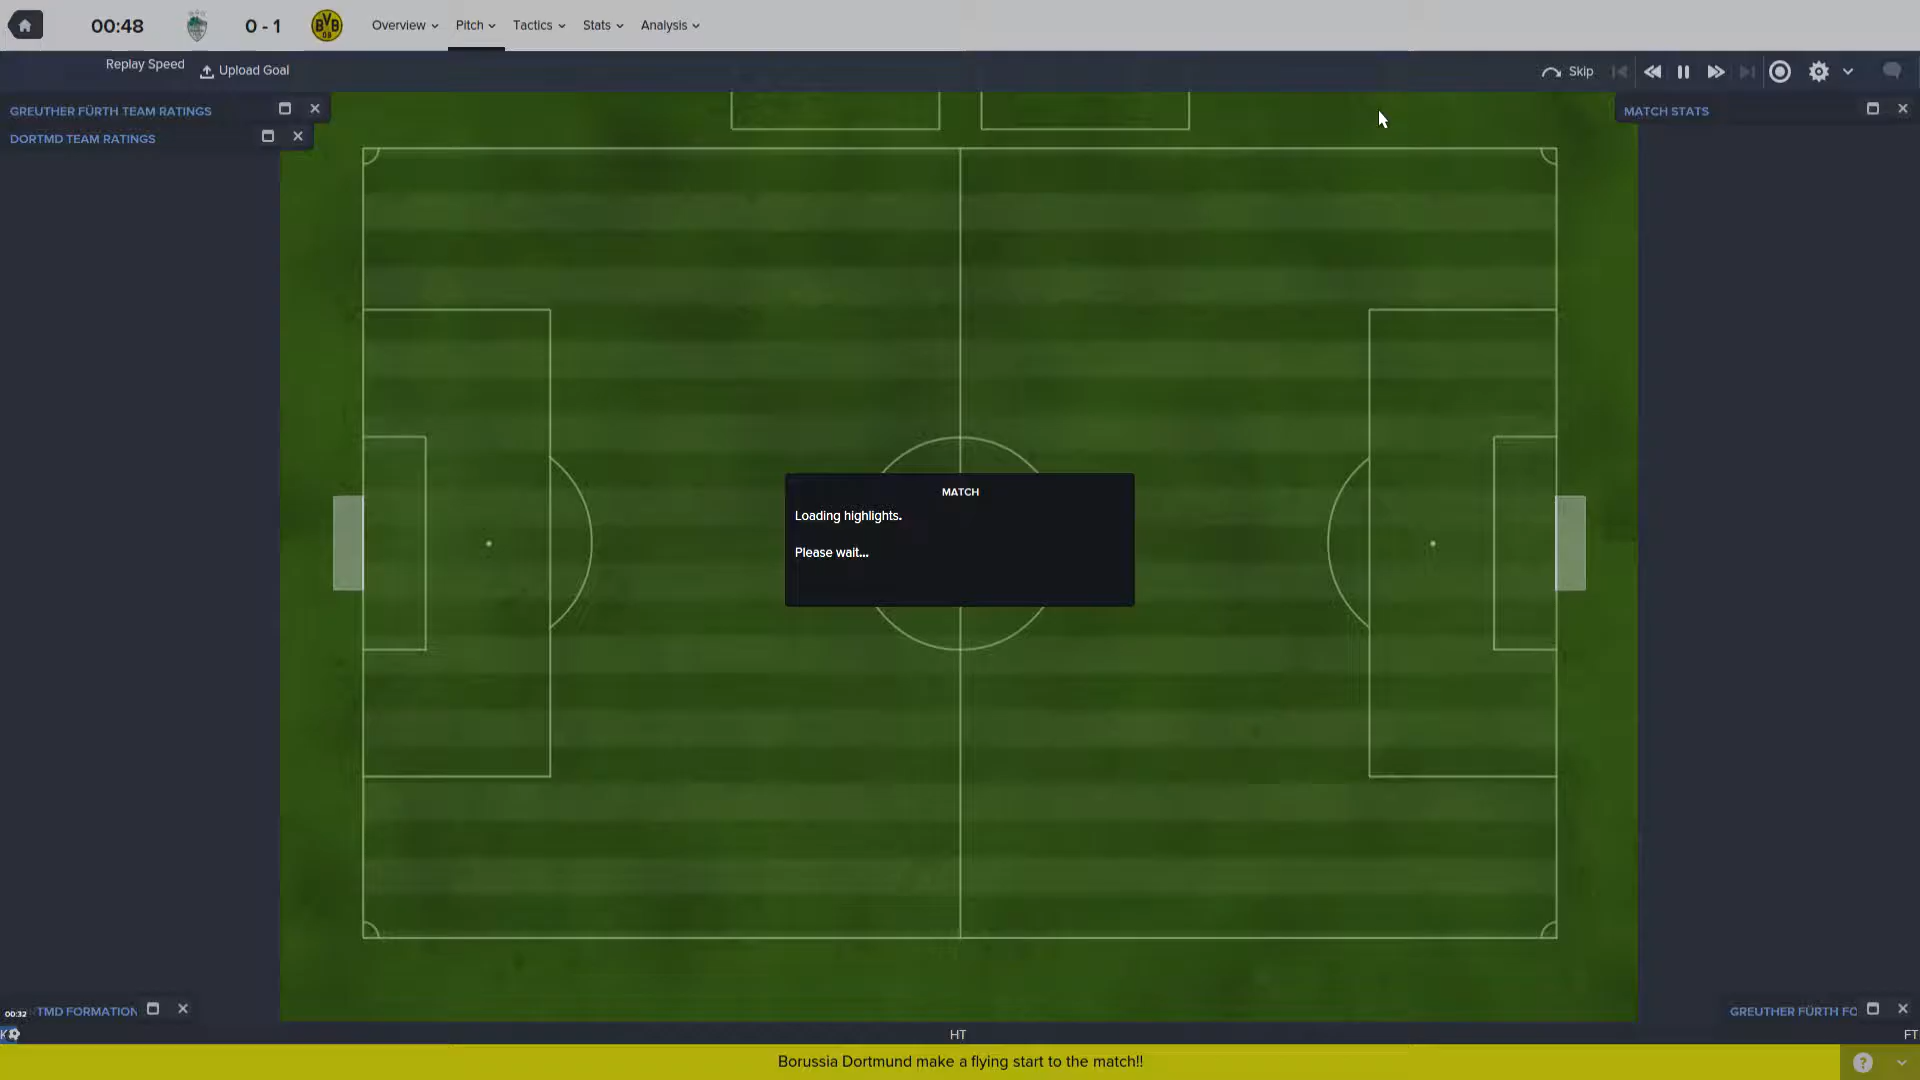 00:48
0 - 1
BVB
09
Overview
Pitch
Tactics
Stats
Analysis
Replay Speed
Upload Goal
Skip
GREUTHER FÜRTH TEAM RATINGS
DORTMD TEAM RATINGS
MATCH STATS
MATCH
Loading highlights.
Please wait...
00:32
TMD FORMATION
GREUTHER FÜRTH FO
HT
FT
Borussia Dortmund make a flying start to the match!!
?